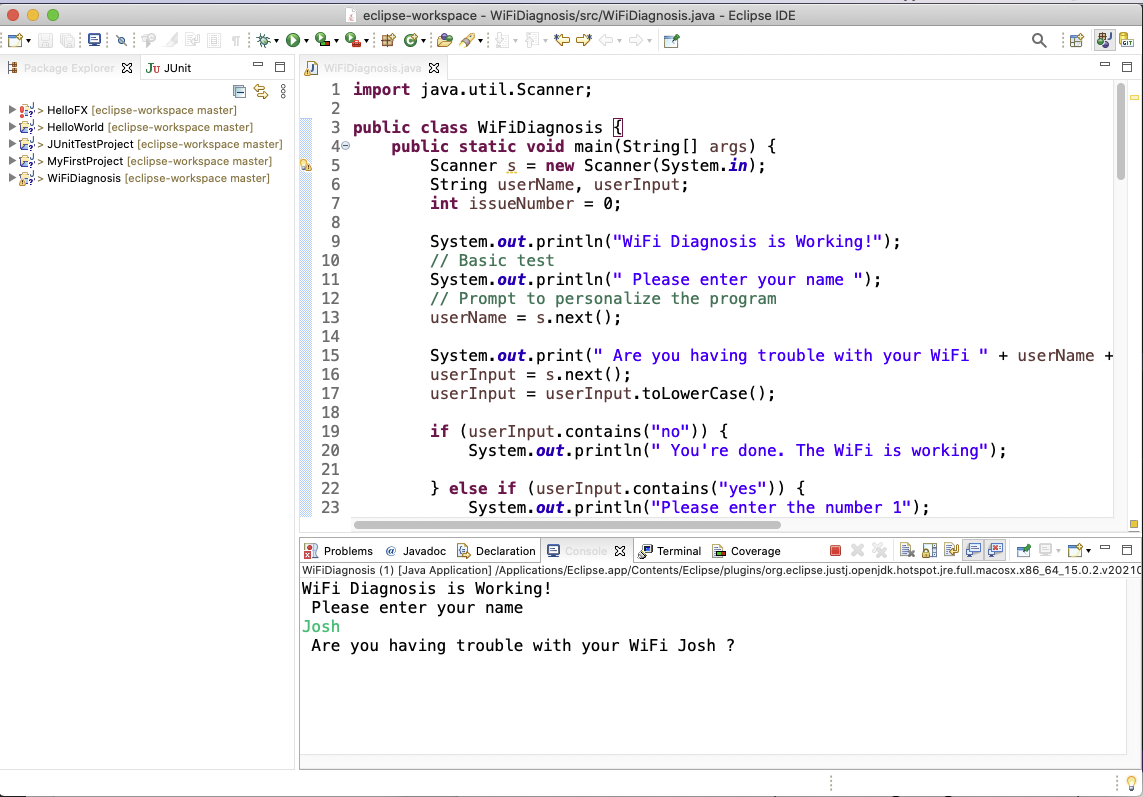 eclipse-workspace - WiFiDiagnosis/src/WiFiDiagnosis.java - Eclipse IDE
Package Explorer
JUnit
> HelloFX [eclipse-workspace master]
> HelloWorld [eclipse-workspace master]
> JUnitTestProject [eclipse-workspace master]
> MyFirstProject [eclipse-workspace master]
> WiFiDiagnosis [eclipse-workspace master]
WiFiDiagnosis.java
1 import java.util.Scanner;
2
3 public class WiFiDiagnosis {
4 public static void main(String[] args) {
5 Scanner s = new Scanner(System.in);
6 String userName, userInput;
7 int issueNumber = 0;
8
9 System.out.println("WiFi Diagnosis is Working!");
10 // Basic test
11 System.out.println(" Please enter your name ");
12 // Prompt to personalize the program
13 userName = s.next();
14
15 System.out.print(" Are you having trouble with your WiFi " + userName +
16 userInput = s.next();
17 userInput = userInput.toLowerCase();
18
19 if (userInput.contains("no")) {
20 System.out.println(" You're done. The WiFi is working");
21
22 } else if (userInput.contains("yes")) {
23 System.out.println("Please enter the number 1");
Problems @ Javadoc Declaration Console Terminal Coverage
WiFiDiagnosis (1) [Java Application] /Applications/Eclipse.app/Contents/Eclipse/plugins/org.eclipse.justj.openjdk.hotspot.jre.full.macosx.x86_64_15.0.2.v20210
WiFi Diagnosis is Working!
Please enter your name
Josh
Are you having trouble with your WiFi Josh ?